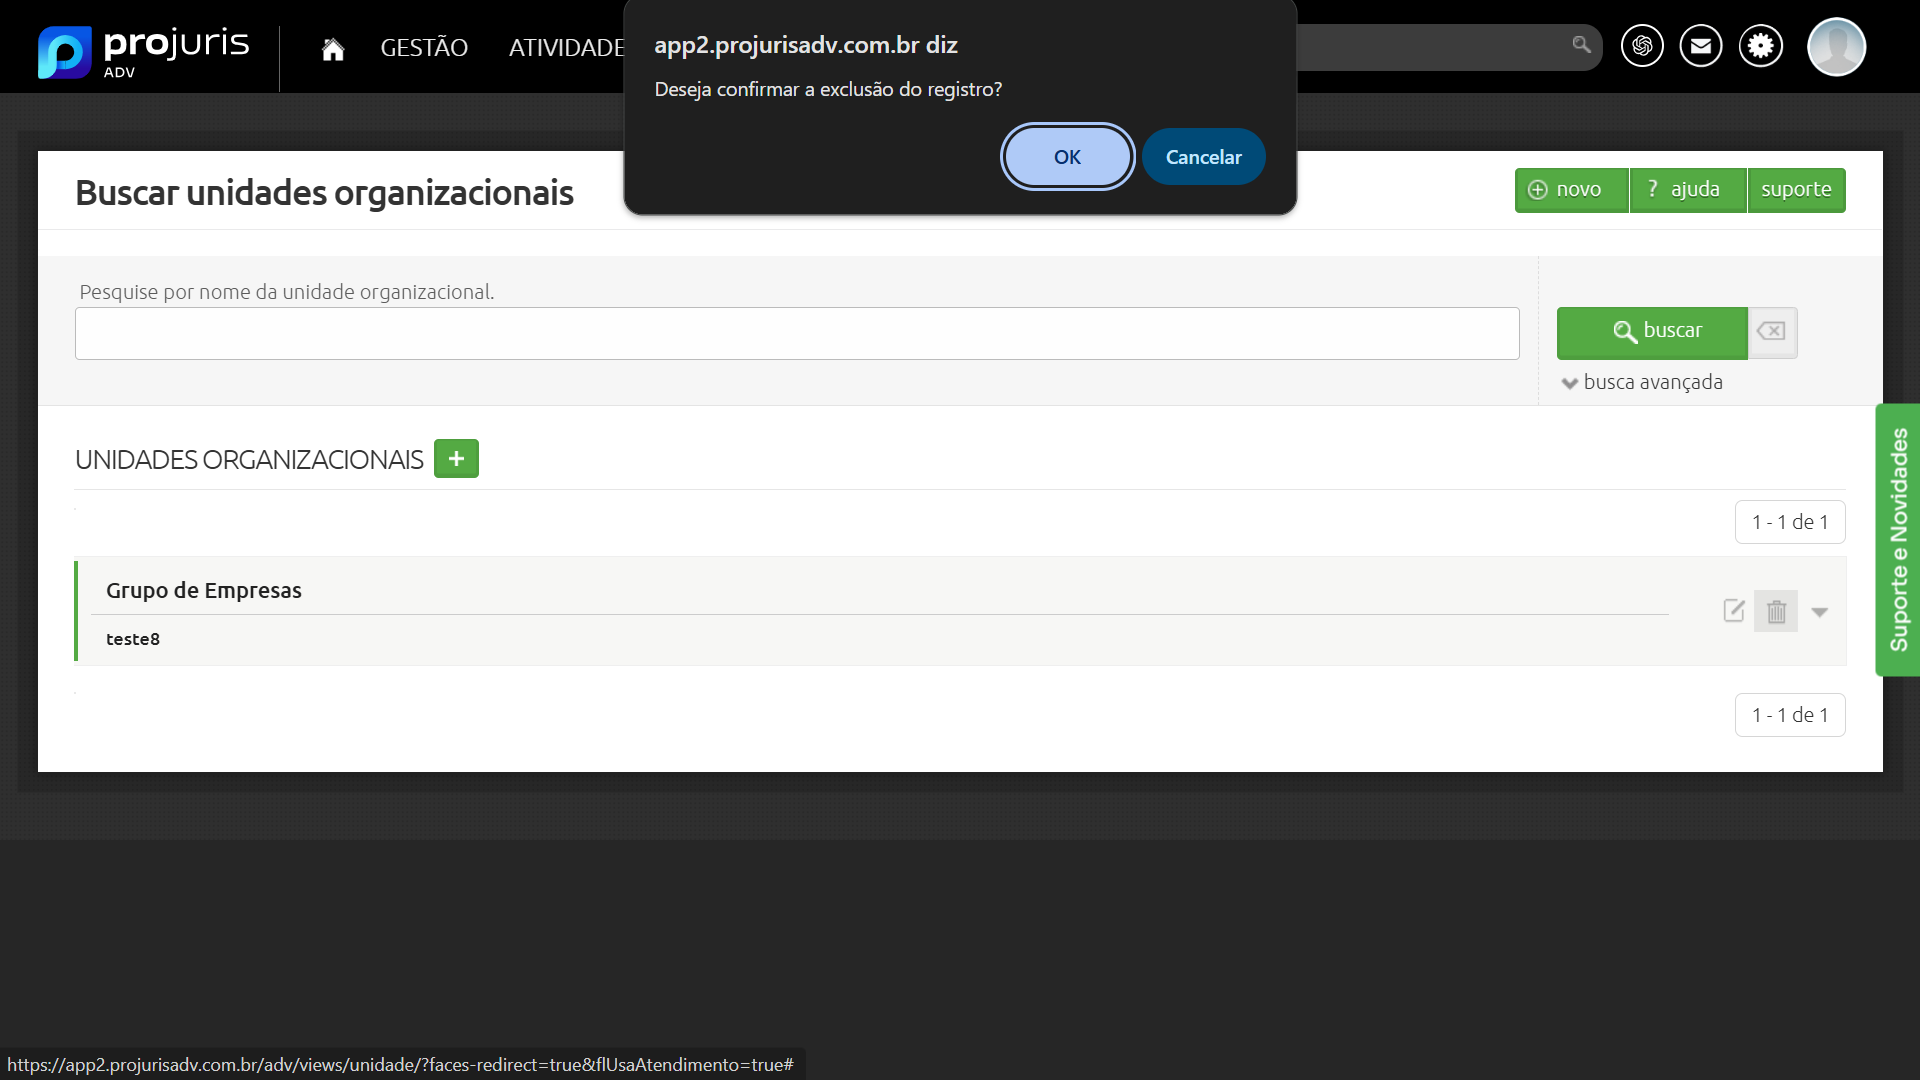 projuris
ADV
GESTÃO
ATIVIDADE
app2.projurisadv.com.br diz
Deseja confirmar a exclusão do registro?
OK
Cancelar
Buscar unidades organizacionais
novo
? ajuda
suporte
Pesquise por nome da unidade organizacional.
buscar
busca avançada
UNIDADES ORGANIZACIONAIS
+
1 - 1 de 1
Grupo de Empresas
teste8
1 - 1 de 1
Suporte e Novidades
https://app2.projurisadv.com.br/adv/views/unidade/?faces-redirect=true&flUsaAtendimento=true#